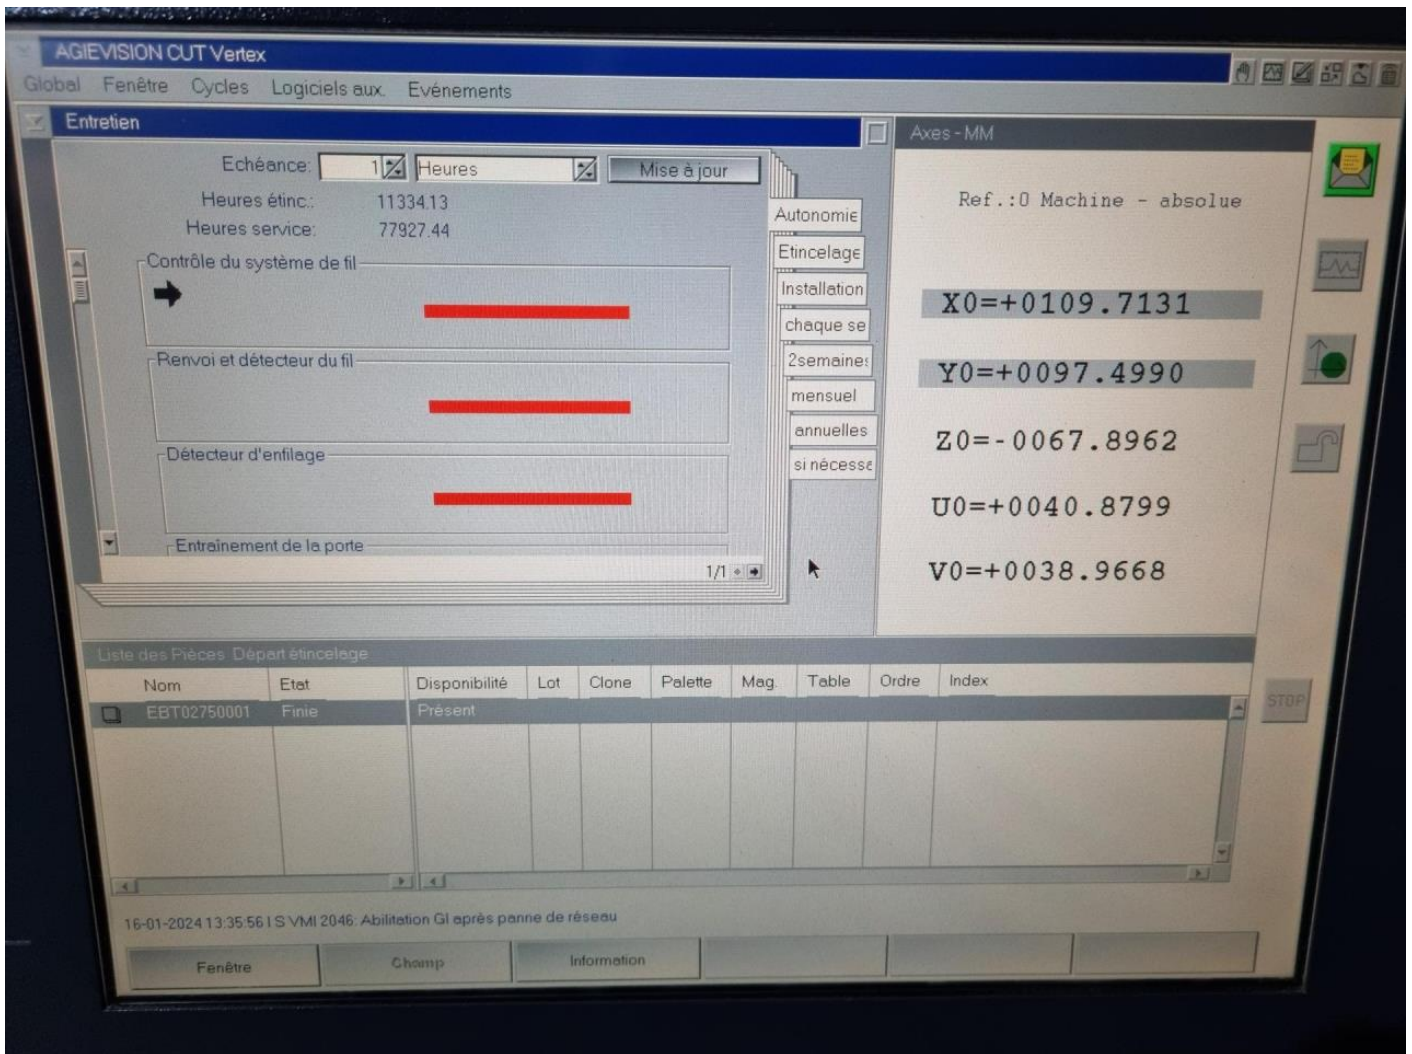 AGIEVISION CUT Vertex
Global Fenêtre Cycles Logiciels aux. Evénements
Entretien
Echéance: 1 Heures Mise à jour
Heures étinc.: 11334.13
Heures service: 77927.44
Contrôle du système de fil
Renvoi et détecteur du fil
Détecteur d'enfilage
Entraînement de la porte
1/1
Autonomie
Etincelage
Installation
chaque se
2semaines
mensuel
annuelles
si nécessa
Axes - MM
Ref.:0 Machine - absolue
X0=+0109.7131
Y0=+0097.4990
Z0=-0067.8962
U0=+0040.8799
V0=+0038.9668
STOP
Liste des Pièces Départ étincelage
Nom Etat Disponibilité Lot Clone Palette Mag. Table Ordre Index
EBT02750001 Finie Présent
16-01-2024 13:35:56 I S VMI 2046: Abilitation GI après panne de réseau
Fenêtre Champ Information